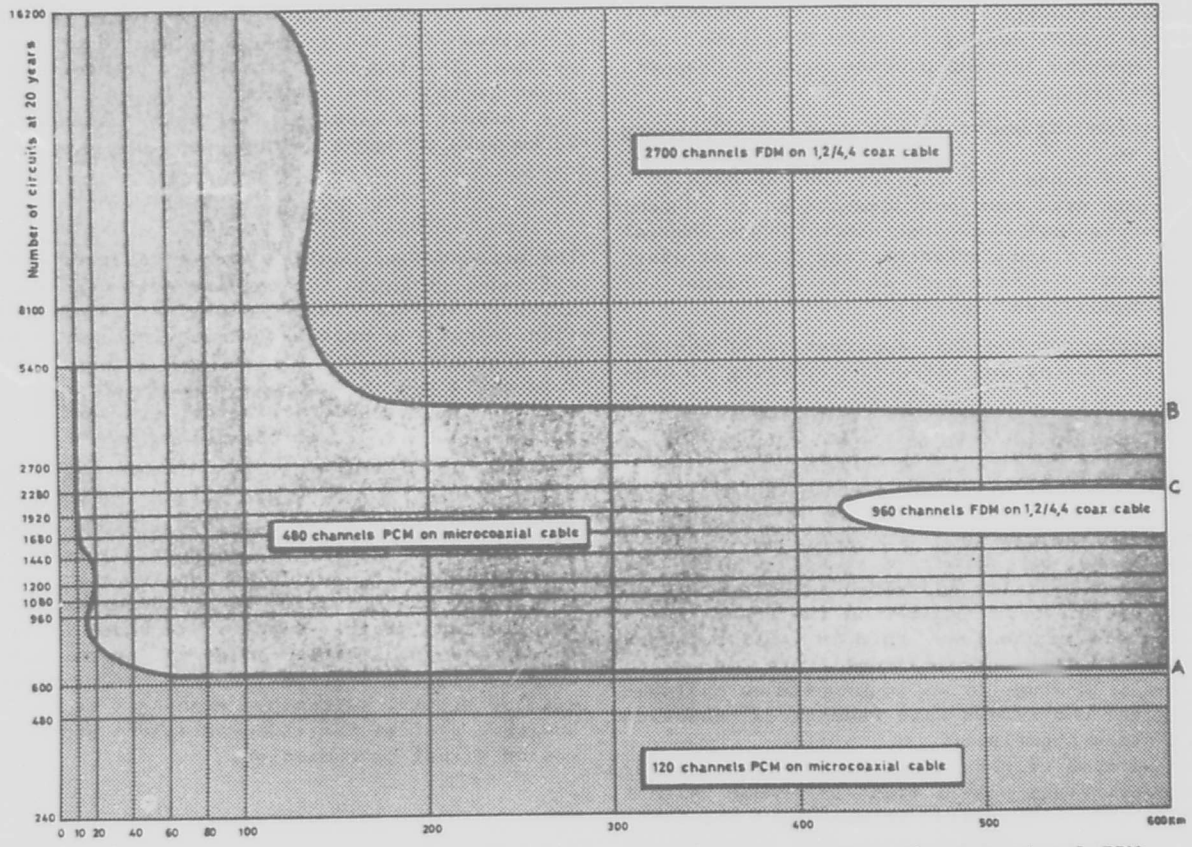 16200
Number of circuits at 20 years
2700 channels FDM on 1,2/4,4 coax cable
8100
5400
B
2700
C
2280
960 channels FDM on 1,2/4,4 coax cable
1920
480 channels PCM on microcoaxial cable
1680
1440
1200
1080
960
A
600
480
120 channels PCM on microcoaxial cable
240
0 10 20 40 60 80 100 200 300 400 500 600Km